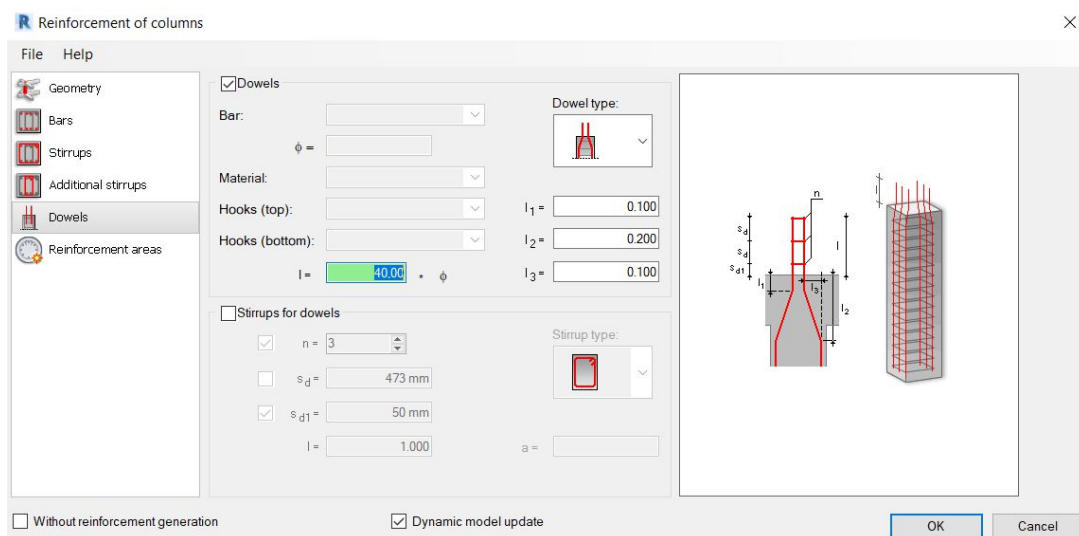 Reinforcement of columns
File Help
Geometry
Bars
Stirrups
Additional stirrups
Dowels
Reinforcement areas
Dowels
Bar:
ϕ =
Material:
Hooks (top):
Hooks (bottom):
l = 40.00 * ϕ
Dowel type:
l1 = 0.100
l2 = 0.200
l3 = 0.100
Stirrups for dowels
n = 3
sd = 473 mm
sd1 = 50 mm
l = 1.000
Stirrup type:
a =
n
sd
sd
sd1
l
l1
l3
l2
l
Without reinforcement generation
Dynamic model update
OK
Cancel